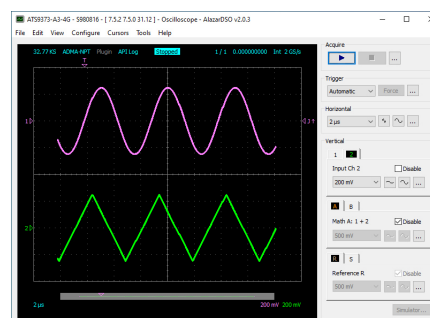 ATS9373-A3-4G - S980816 - [ 7.5.2 7.5.0 31.12 ] - Oscilloscope - AlazarDSO v2.0.3
File Edit View Configure Cursors Tools Help
32.77 KS ADMA-NPT Plugin API Log Stopped 1 / 1 0.000000000 Int 2 GS/s
T
1
2
2 µs 200 mV 200 mV
Acquire
...
Trigger
Automatic Force ...
Horizontal
2 µs ...
Vertical
1 2
Input Ch 2 Disable
200 mV ...
A B
Math A: 1 + 2 Disable
500 mV ...
R S
Reference R Disable
500 mV ...
Simulator ...